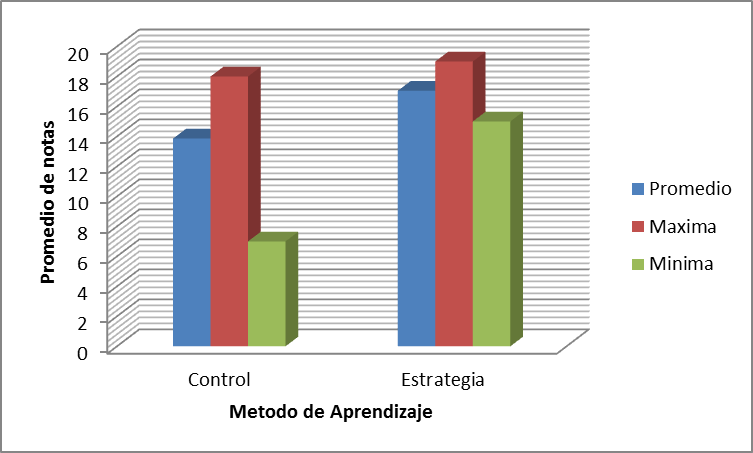 20
18
16
14
12
10
8
6
4
2
0
Promedio de notas
Control
Estrategia
Metodo de Aprendizaje
Promedio
Maxima
Minima